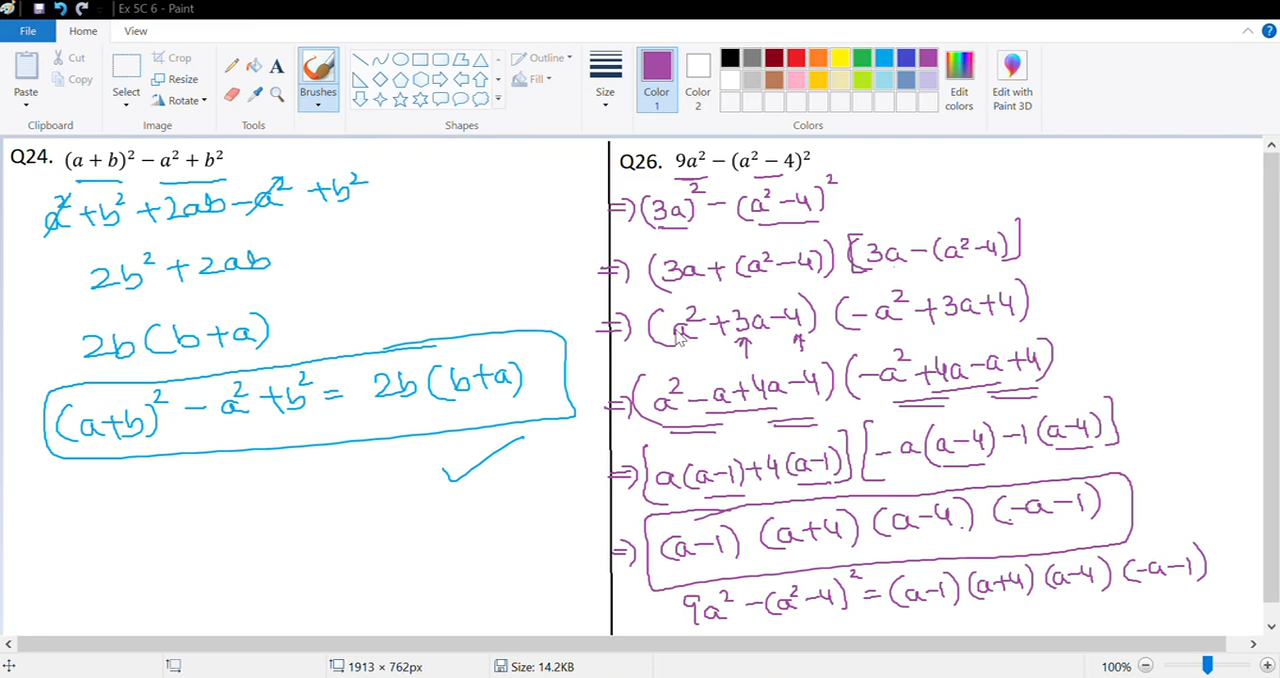 Ex 5C 6 - Paint
File Home View
Paste
Cut
Copy
Clipboard
Select
Crop
Resize
Rotate
Image
A
Tools
Brushes
Outline
Fill
Shapes
Size
Color 1
Color 2
Edit colors
Colors
Edit with Paint 3D
Q24. (a + b)² − a² + b²
a² + b² + 2ab − a² + b²
2b² + 2ab
2b (b+a)
(a+b)² − a² + b² = 2b (b+a)
Q26. 9a² − (a² − 4)²
=> (3a)² − (a² − 4)²
=> (3a + (a² − 4)) [3a − (a² − 4)]
=> (a² + 3a − 4) (−a² + 3a + 4)
=> (a² − a + 4a − 4) (−a² + 4a − a + 4)
=> [a(a−1) + 4(a−1)] [−a(a−4) −1(a−4)]
=> (a−1) (a+4) (a−4) (−a−1)
9a² − (a² − 4)² = (a−1) (a+4) (a−4) (−a−1)
1913 × 762px
Size: 14.2KB
100%